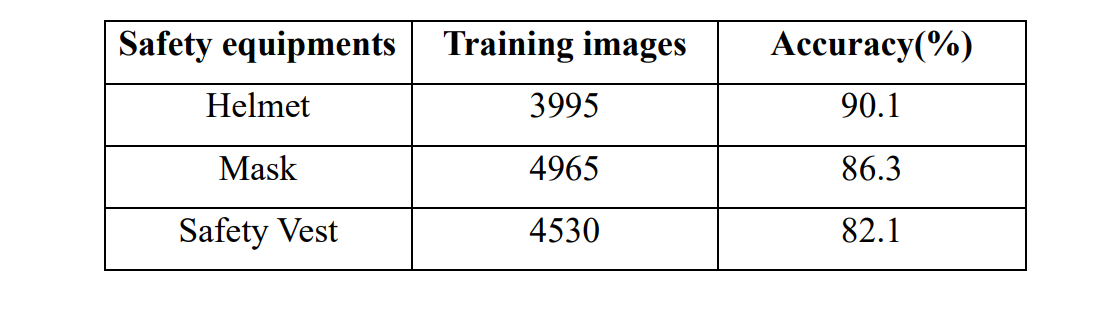 Safety equipments Training images Accuracy(%)
Helmet 3995 90.1
Mask 4965 86.3
Safety Vest 4530 82.1